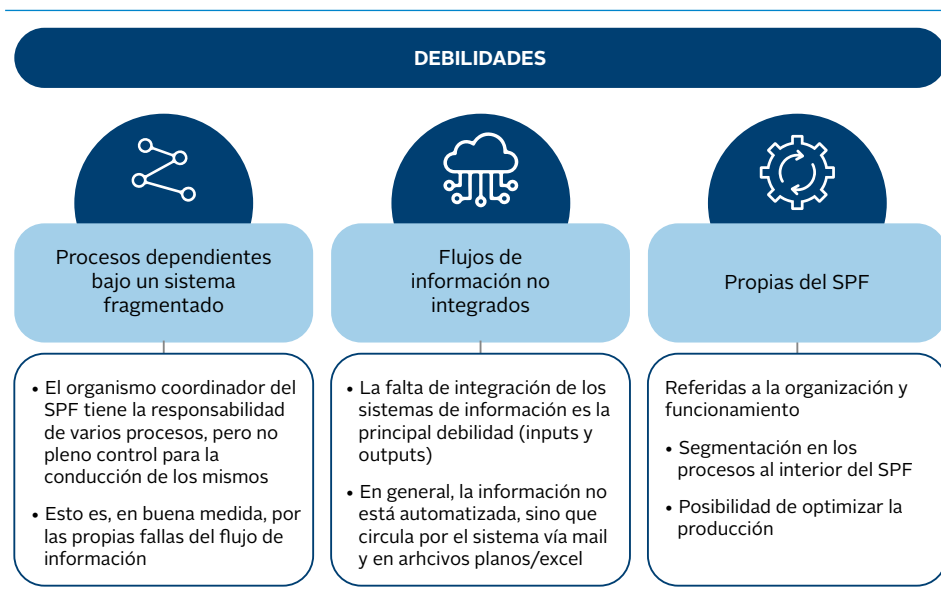 DEBILIDADES
Procesos dependientes
bajo un sistema
fragmentado
• El organismo coordinador del
SPF tiene la responsabilidad
de varios procesos, pero no
pleno control para la
conducción de los mismos
• Esto es, en buena medida, por
las propias fallas del flujo de
información
Flujos de
información no
integrados
• La falta de integración de los
sistemas de información es la
principal debilidad (inputs y
outputs)
• En general, la información no
está automatizada, sino que
circula por el sistema vía mail
y en arhcivos planos/excel
Propias del SPF
Referidas a la organización y
funcionamiento
• Segmentación en los
procesos al interior del SPF
• Posibilidad de optimizar la
producción